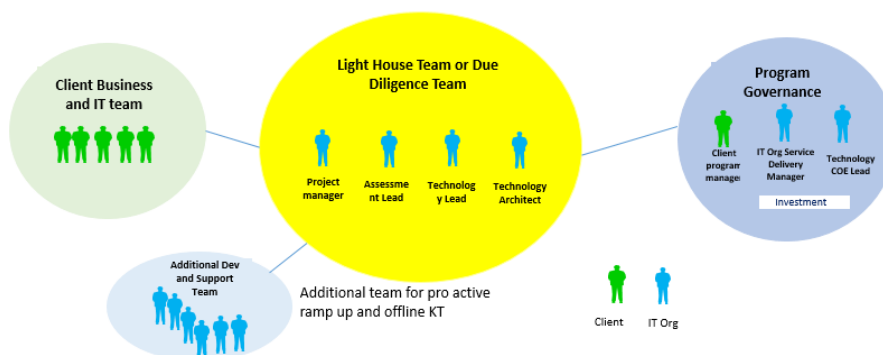 Client Business
and IT team
Light House Team or Due
Diligence Team
Project
manager
Assessme
nt Lead
Technolog
y Lead
Technology
Architect
Program
Governance
Client
program
manager
IT Org Service
Delivery
Manager
Technology
COE Lead
Investment
Additional Dev
and Support
Team
Additional team for pro active
ramp up and offline KT
Client
IT Org